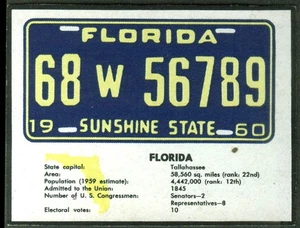 FLORIDA
68 W 56789
19 SUNSHINE STATE 60
FLORIDA
State capital: Tallahassee
Area: 58,560 sq. miles (rank: 22nd)
Population (1959 estimate): 4,442,000 (rank: 12th)
Admitted to the Union: 1845
Number of U. S. Congressmen: Senators—2
Representatives—8
Electoral votes: 10